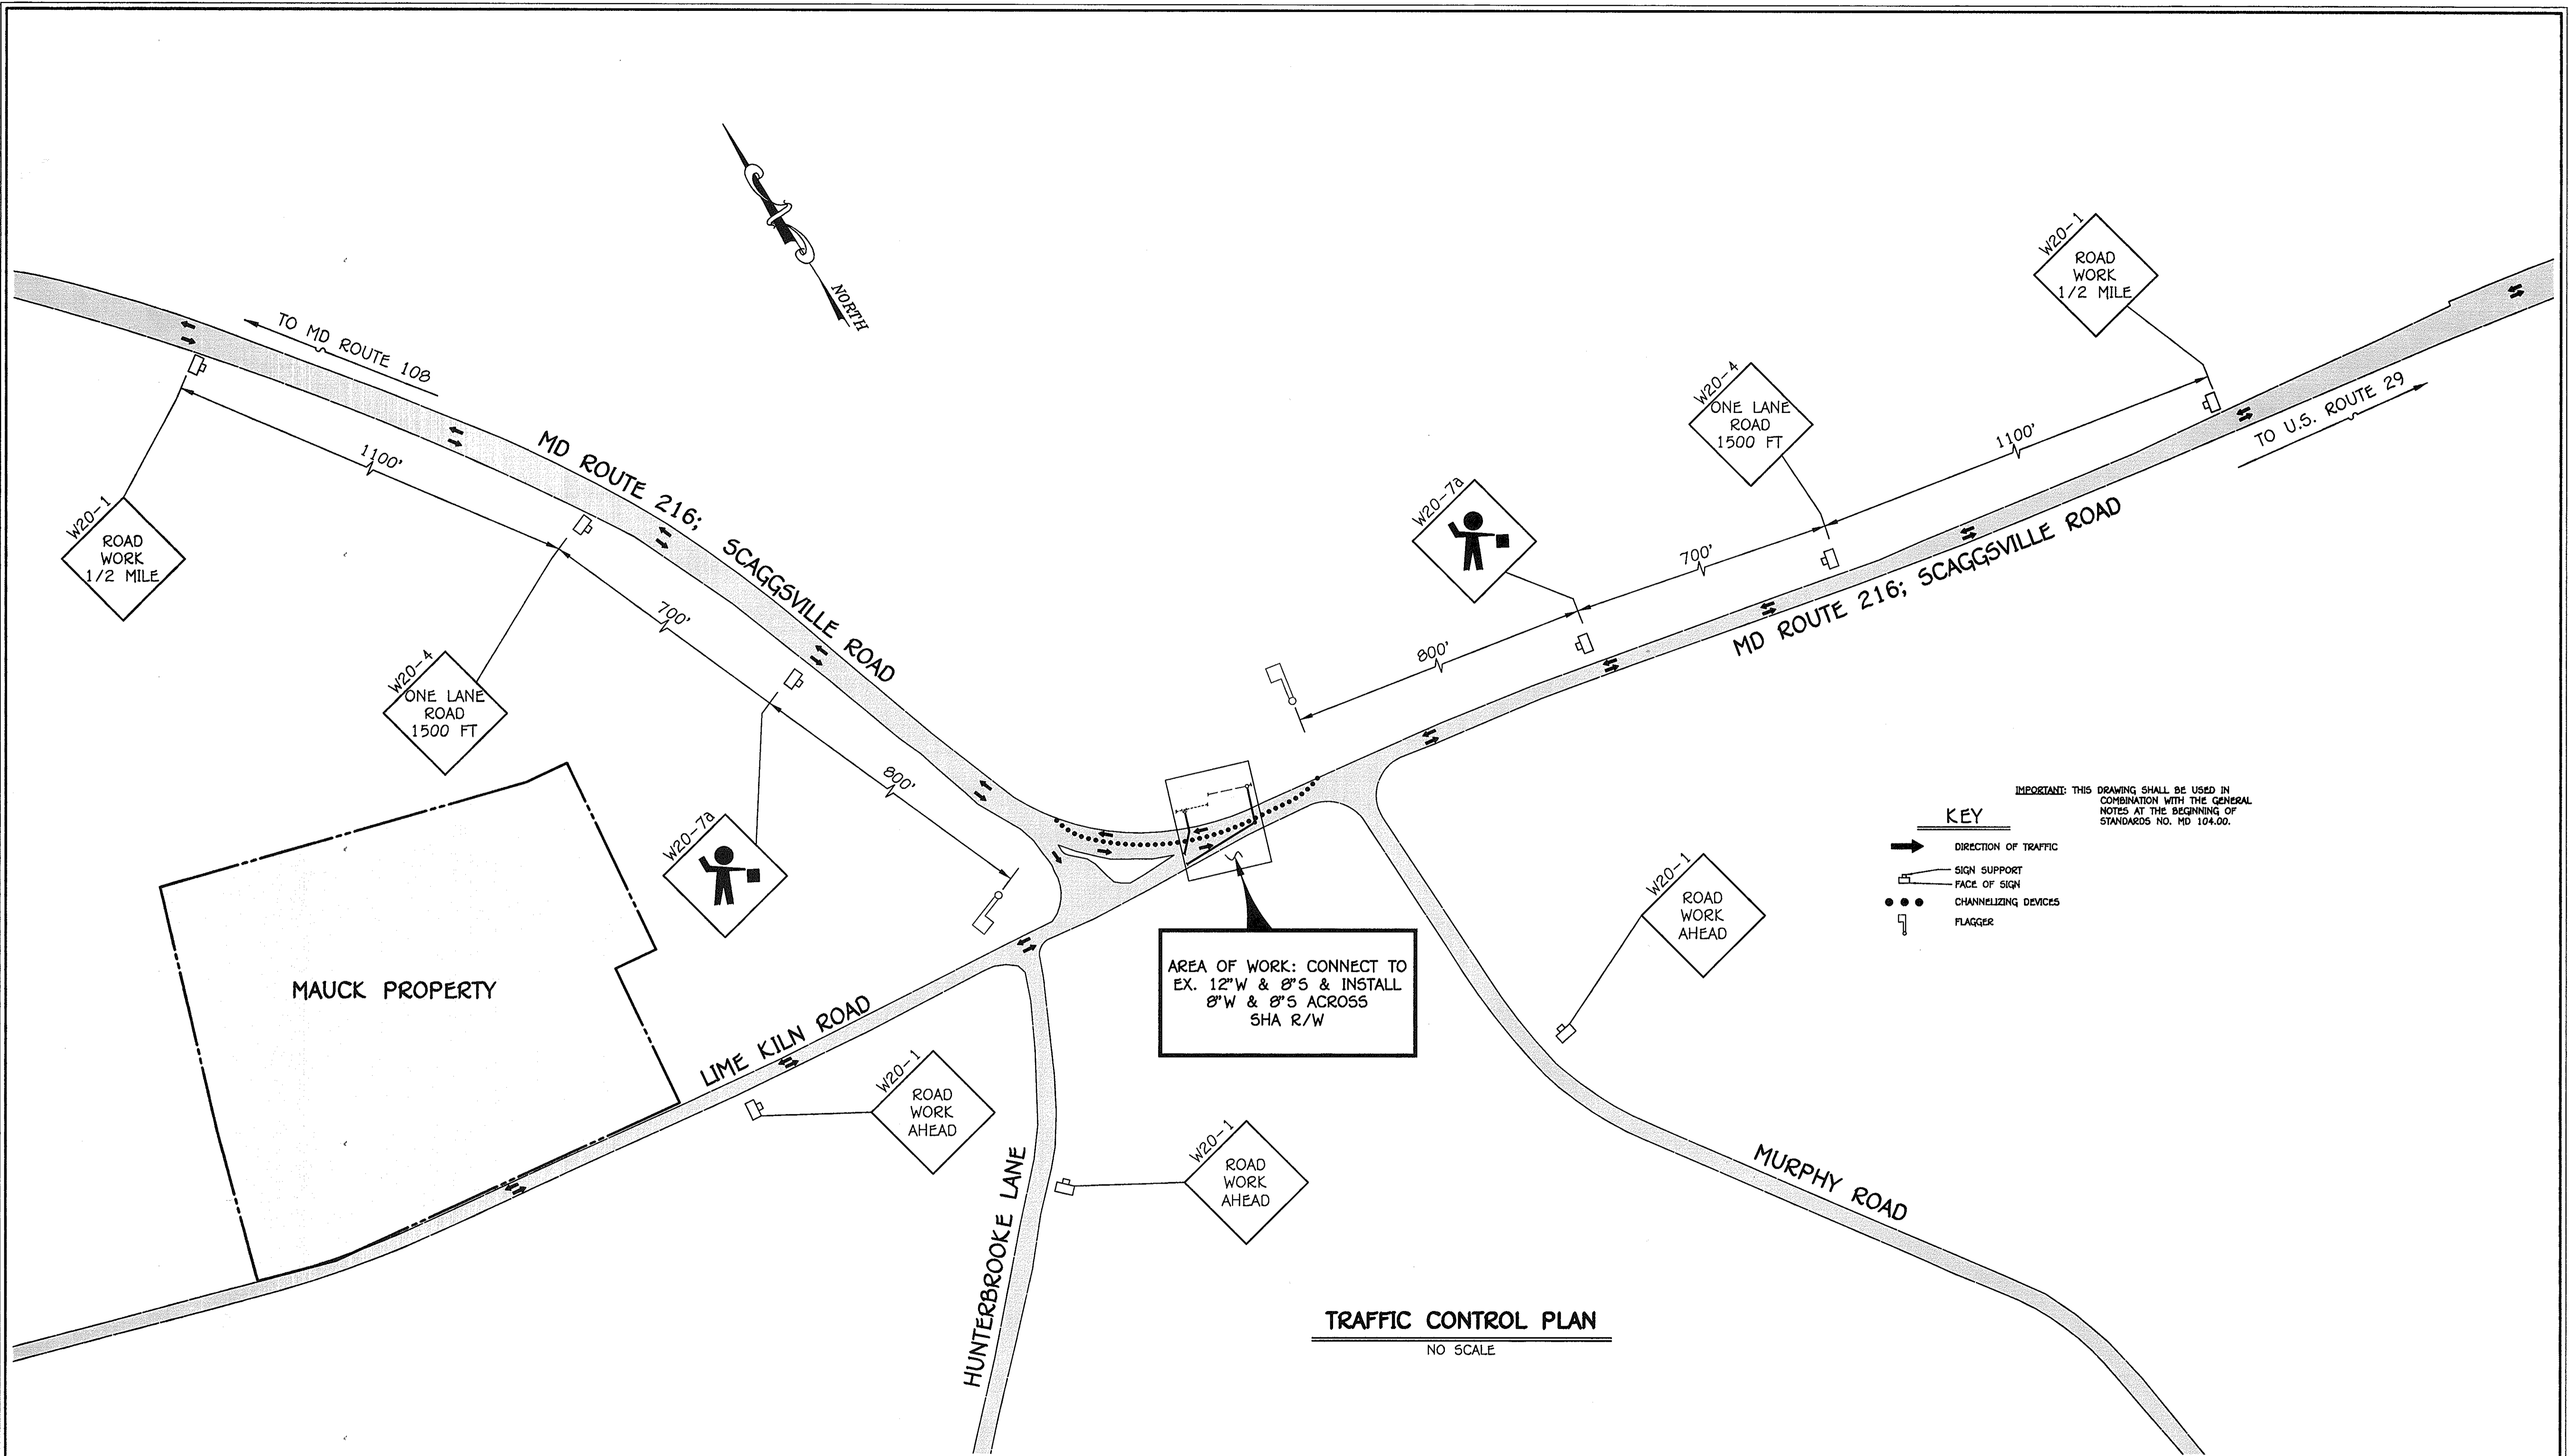 NORTH
W20-1
ROAD
WORK
1/2 MILE
TO MD ROUTE 108
TO U.S. ROUTE 29
W20-4
ONE LANE
ROAD
1500 FT
1100'
1100'
MD ROUTE 216; SCAGGSVILLE ROAD
W20-7a
700'
MD ROUTE 216; SCAGGSVILLE ROAD
W20-1
ROAD
WORK
1/2 MILE
700'
800'
W20-4
ONE LANE
ROAD
1500 FT
800'
W20-7a
IMPORTANT: THIS DRAWING SHALL BE USED IN
COMBINATION WITH THE GENERAL
NOTES AT THE BEGINNING OF
STANDARDS NO. MD 104.00.
KEY
DIRECTION OF TRAFFIC
SIGN SUPPORT
FACE OF SIGN
CHANNELIZING DEVICES
FLAGGER
W20-1
ROAD
WORK
AHEAD
AREA OF WORK: CONNECT TO
EX. 12"W & 8"S & INSTALL
8"W & 8"S ACROSS
SHA R/W
MAUCK PROPERTY
LIME KILN ROAD
W20-1
ROAD
WORK
AHEAD
W20-1
ROAD
WORK
AHEAD
HUNTERBROOKE LANE
MURPHY ROAD
TRAFFIC CONTROL PLAN
NO SCALE